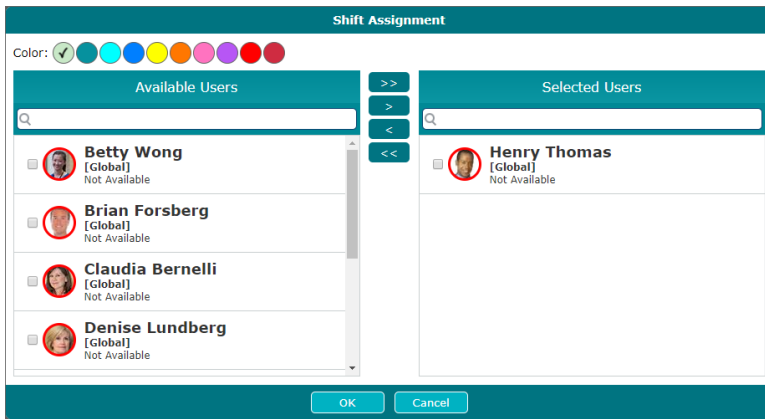 Shift Assignment
Color:
Available Users
Betty Wong
[Global]
Not Available
Brian Forsberg
[Global]
Not Available
Claudia Bernelli
[Global]
Not Available
Denise Lundberg
[Global]
Not Available
>>
>
<
<<
Selected Users
Henry Thomas
[Global]
Not Available
OK
Cancel